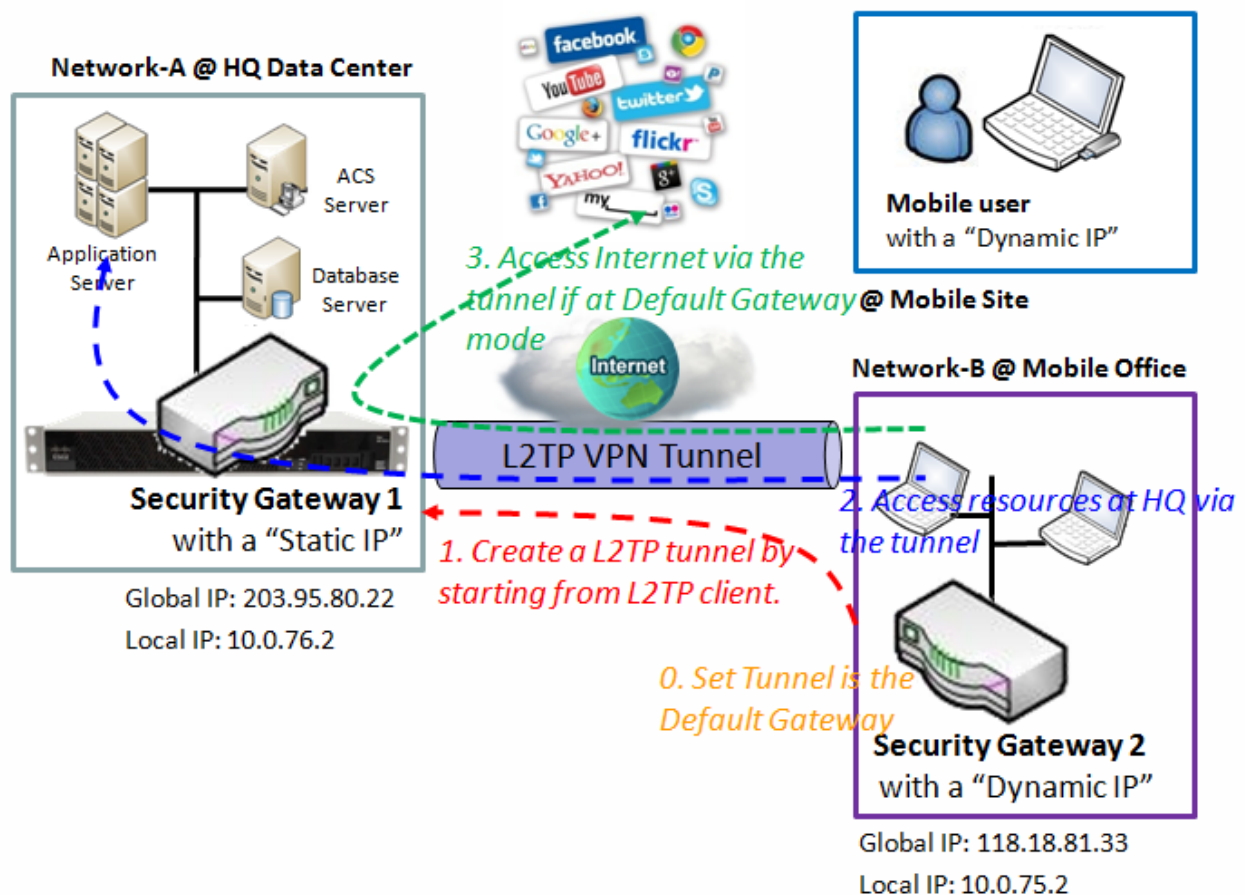 Network-A @ HQ Data Center
ACS
Server
Application
Server
Database
Server
Security Gateway 1
with a “Static IP”
Global IP: 203.95.80.22
Local IP: 10.0.76.2
facebook
YouTube
twitter
Google+
flickr
YAHOO!
g+
my
3. Access Internet via the
tunnel if at Default Gateway
mode
Internet
L2TP VPN Tunnel
1. Create a L2TP tunnel by
starting from L2TP client.
0. Set Tunnel is the
Default Gateway
Mobile user
with a “Dynamic IP”
@ Mobile Site
Network-B @ Mobile Office
2. Access resources at HQ via
the tunnel
Security Gateway 2
with a “Dynamic IP”
Global IP: 118.18.81.33
Local IP: 10.0.75.2